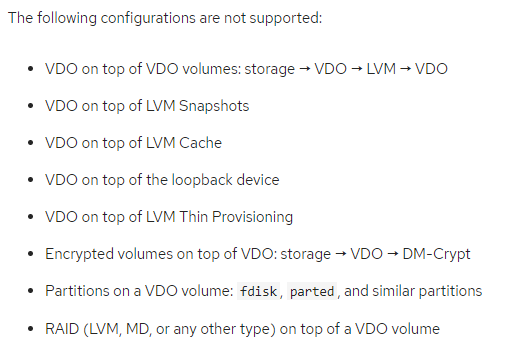 The following configurations are not supported:
• VDO on top of VDO volumes: storage → VDO → LVM → VDO
• VDO on top of LVM Snapshots
• VDO on top of LVM Cache
• VDO on top of the loopback device
• VDO on top of LVM Thin Provisioning
• Encrypted volumes on top of VDO: storage → VDO → DM-Crypt
• Partitions on a VDO volume: fdisk, parted, and similar partitions
• RAID (LVM, MD, or any other type) on top of a VDO volume